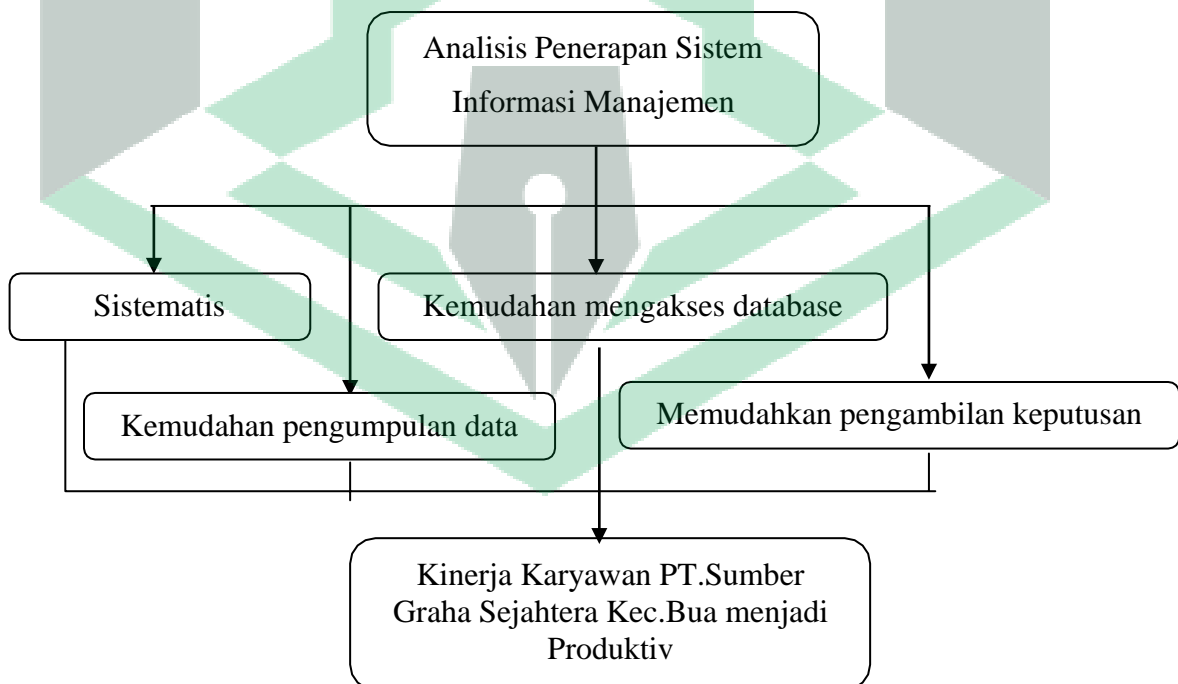 Analisis Penerapan Sistem
Informasi Manajemen
Sistematis
Kemudahan mengakses database
Kemudahan pengumpulan data
Memudahkan pengambilan keputusan
Kinerja Karyawan PT.Sumber
Graha Sejahtera Kec.Bua menjadi
Produktiv